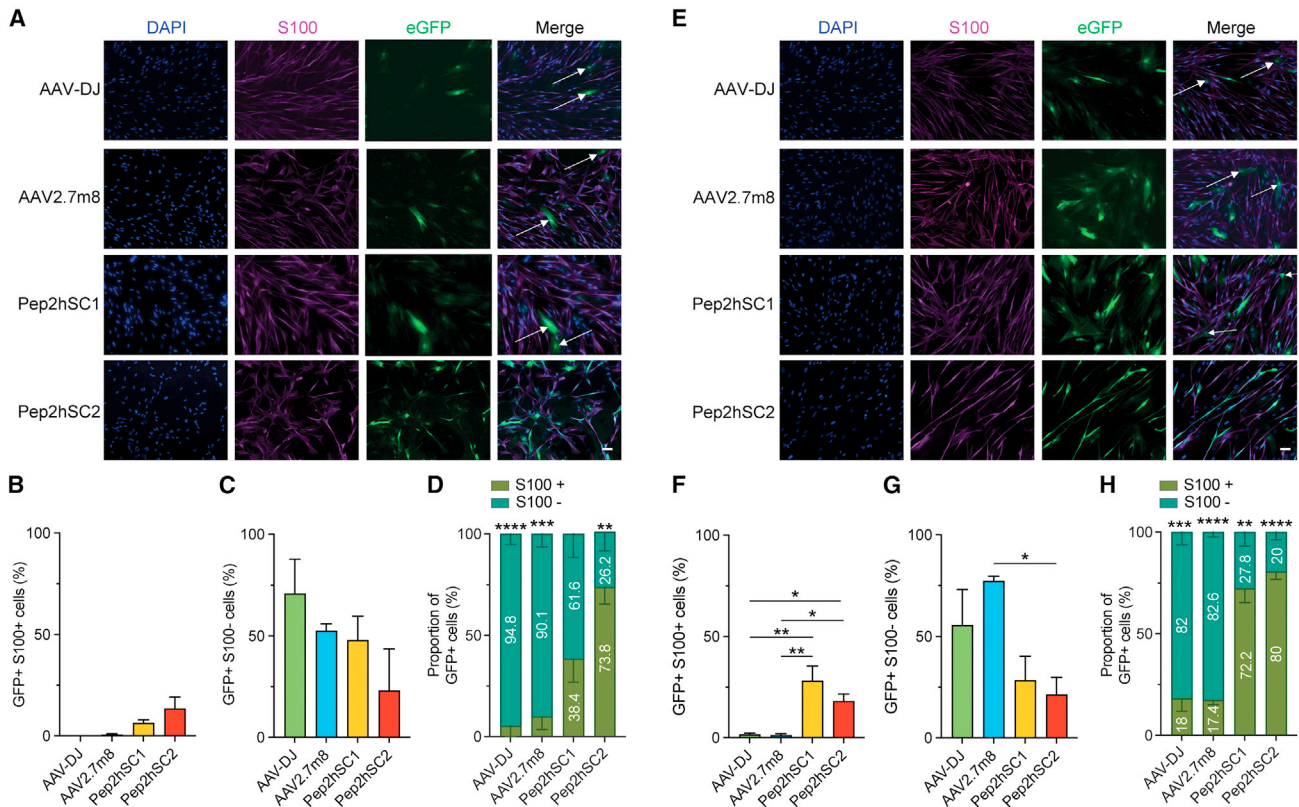 A
DAPI
S100
eGFP
Merge
AAV-DJ
AAV2.7m8
Pep2hSC1
Pep2hSC2
E
DAPI
S100
eGFP
Merge
AAV-DJ
AAV2.7m8
Pep2hSC1
Pep2hSC2
B
GFP+ S100+ cells (%)
100
50
0
AAV-DJ
AAV2.7m8
Pep2hSC1
Pep2hSC2
C
GFP+ S100- cells (%)
100
50
0
AAV-DJ
AAV2.7m8
Pep2hSC1
Pep2hSC2
D
S100 +
S100 -
**** *** **
Proportion of
GFP+ cells (%)
100
50
0
94.8
90.1
61.6
38.4
26.2
73.8
AAV-DJ
AAV2.7m8
Pep2hSC1
Pep2hSC2
F
GFP+ S100+ cells (%)
100
50
0
*
*
**
**
AAV-DJ
AAV2.7m8
Pep2hSC1
Pep2hSC2
G
GFP+ S100- cells (%)
100
50
0
*
AAV-DJ
AAV2.7m8
Pep2hSC1
Pep2hSC2
H
S100 +
S100 -
*** **** ** ****
Proportion of
GFP+ cells (%)
100
50
0
82
18
82.6
17.4
27.8
72.2
20
80
AAV-DJ
AAV2.7m8
Pep2hSC1
Pep2hSC2